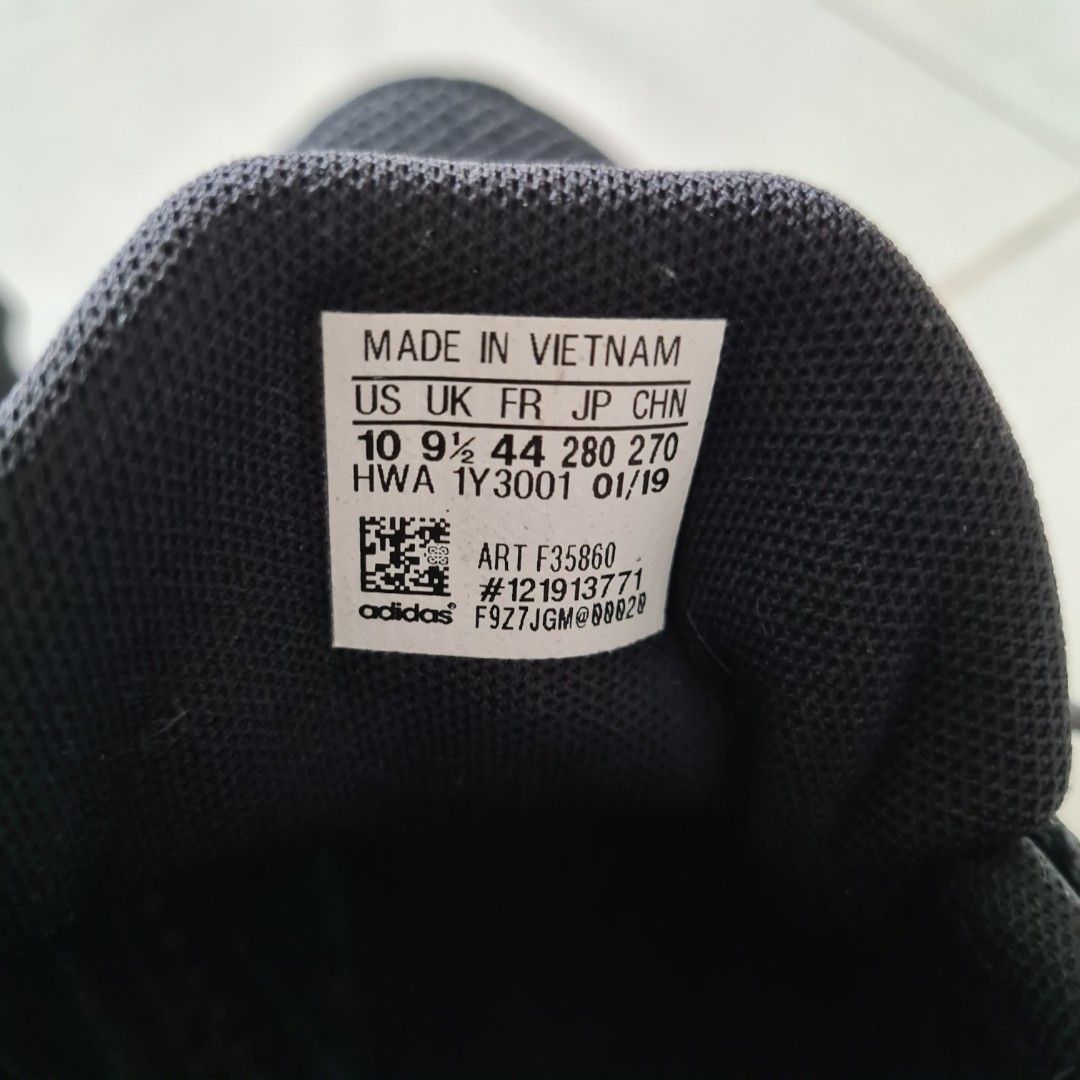 MADE IN VIETNAM
US UK FR JP CHN
10 9½ 44 280 270
HWA 1Y3001 01/19
ART F35860
#121913771
adidas® F9Z7JGM@00020